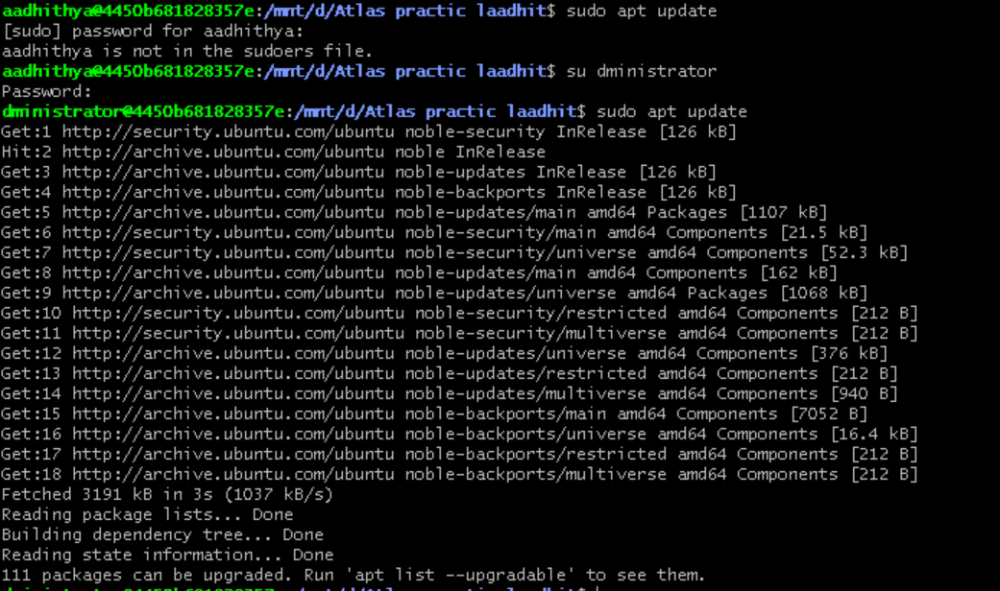 aadhithya@4450b681828357e:/mnt/d/Atlas practic laadhit$ sudo apt update
[sudo] password for aadhithya:
aadhithya is not in the sudoers file.
aadhithya@4450b681828357e:/mnt/d/Atlas practic laadhit$ su dministrator
Password:
dministrator@4450b681828357e:/mnt/d/Atlas practic laadhit$ sudo apt update
Get:1 http://security.ubuntu.com/ubuntu noble-security InRelease [126 kB]
Hit:2 http://archive.ubuntu.com/ubuntu noble InRelease
Get:3 http://archive.ubuntu.com/ubuntu noble-updates InRelease [126 kB]
Get:4 http://archive.ubuntu.com/ubuntu noble-backports InRelease [126 kB]
Get:5 http://archive.ubuntu.com/ubuntu noble-updates/main amd64 Packages [1107 kB]
Get:6 http://security.ubuntu.com/ubuntu noble-security/main amd64 Components [21.5 kB]
Get:7 http://security.ubuntu.com/ubuntu noble-security/universe amd64 Components [52.3 kB]
Get:8 http://archive.ubuntu.com/ubuntu noble-updates/main amd64 Components [162 kB]
Get:9 http://archive.ubuntu.com/ubuntu noble-updates/universe amd64 Packages [1068 kB]
Get:10 http://security.ubuntu.com/ubuntu noble-security/restricted amd64 Components [212 B]
Get:11 http://security.ubuntu.com/ubuntu noble-security/multiverse amd64 Components [212 B]
Get:12 http://archive.ubuntu.com/ubuntu noble-updates/universe amd64 Components [376 kB]
Get:13 http://archive.ubuntu.com/ubuntu noble-updates/restricted amd64 Components [212 B]
Get:14 http://archive.ubuntu.com/ubuntu noble-updates/multiverse amd64 Components [940 B]
Get:15 http://archive.ubuntu.com/ubuntu noble-backports/main amd64 Components [7052 B]
Get:16 http://archive.ubuntu.com/ubuntu noble-backports/universe amd64 Components [16.4 kB]
Get:17 http://archive.ubuntu.com/ubuntu noble-backports/restricted amd64 Components [212 B]
Get:18 http://archive.ubuntu.com/ubuntu noble-backports/multiverse amd64 Components [212 B]
Fetched 3191 kB in 3s (1037 kB/s)
Reading package lists... Done
Building dependency tree... Done
Reading state information... Done
111 packages can be upgraded. Run 'apt list --upgradable' to see them.
dministrator@4450b681828357e:/mnt/d/Atlas practic laadhit$